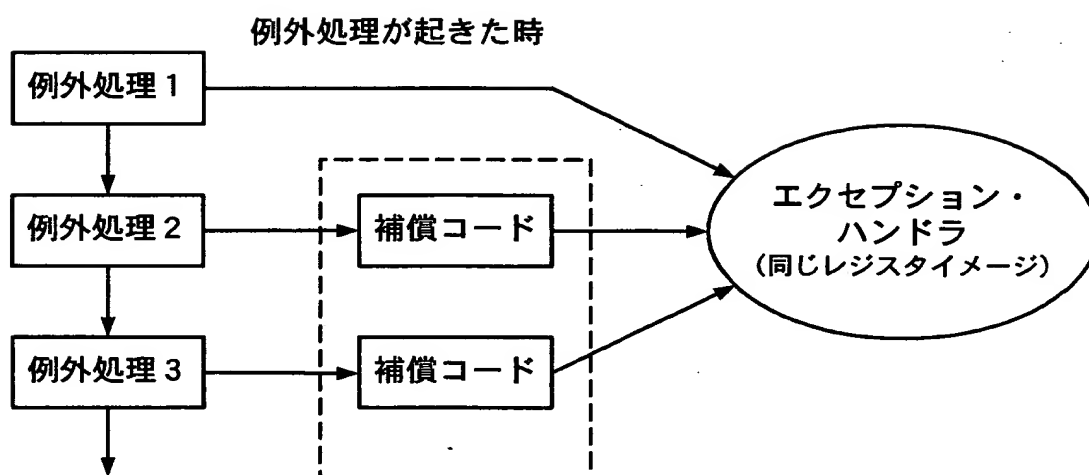 例外処理が起きた時
例外処理1
例外処理2
補償コード
エクセプション・
ハンドラ
(同じレジスタイメージ)
例外処理3
補償コード